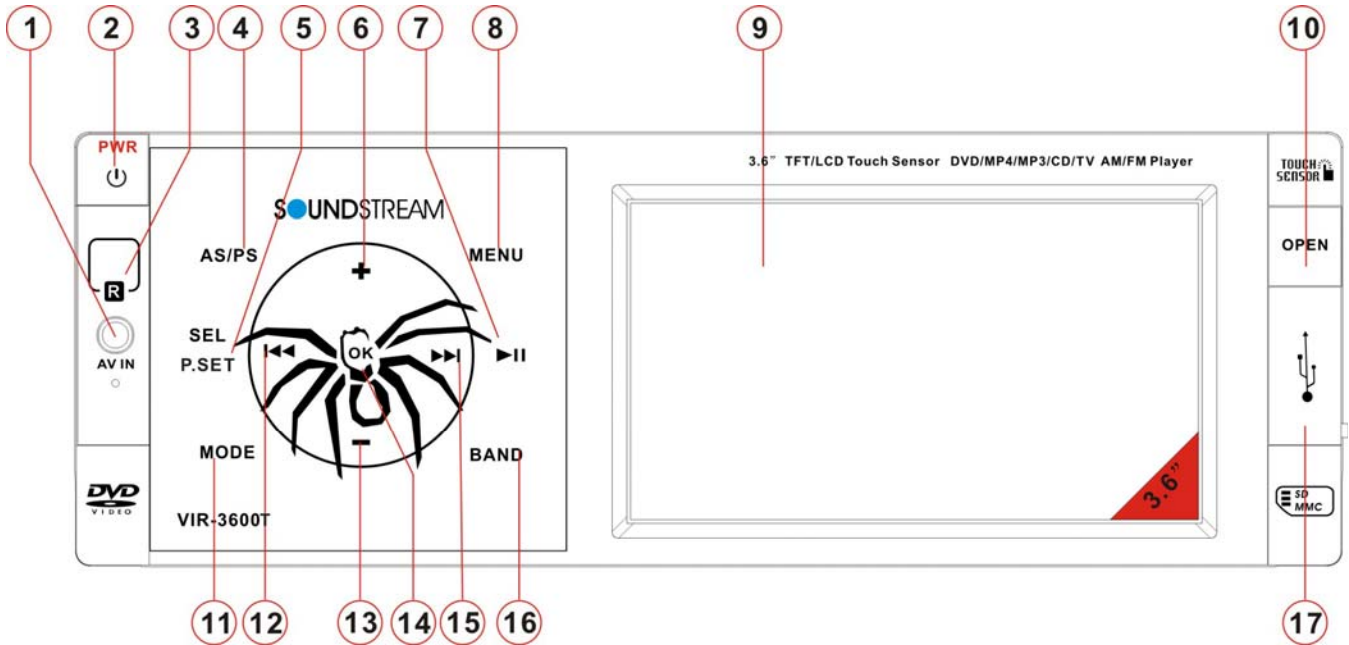 1 2 3 4 5 6 7 8 9 10
PWR
3.6" TFT/LCD Touch Sensor DVD/MP4/MP3/CD/TV AM/FM Player
TOUCH
SENSOR
SOUNDSTREAM
AS/PS
MENU
OPEN
R
SEL
OK
P.SET
AV IN
MODE
BAND
3.6"
DVD
VIDEO
SD
MMC
VIR-3600T
11 12 13 14 15 16 17